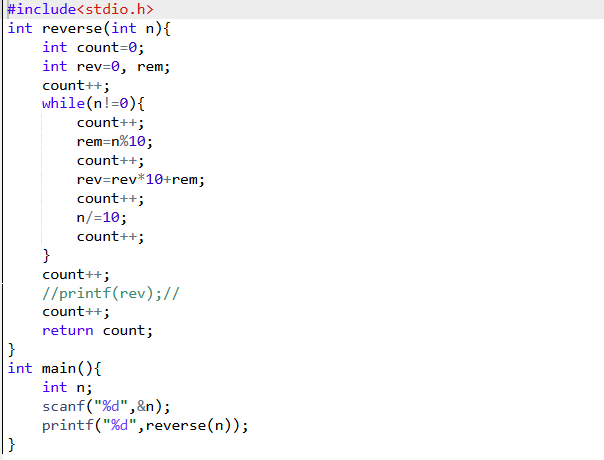 #include<stdio.h>
int reverse(int n){
    int count=0;
    int rev=0, rem;
    count++;
    while(n!=0){
        count++;
        rem=n%10;
        count++;
        rev=rev*10+rem;
        count++;
        n/=10;
        count++;
    }
    count++;
    //printf(rev);//
    count++;
    return count;
}
int main(){
    int n;
    scanf("%d",&n);
    printf("%d",reverse(n));
}